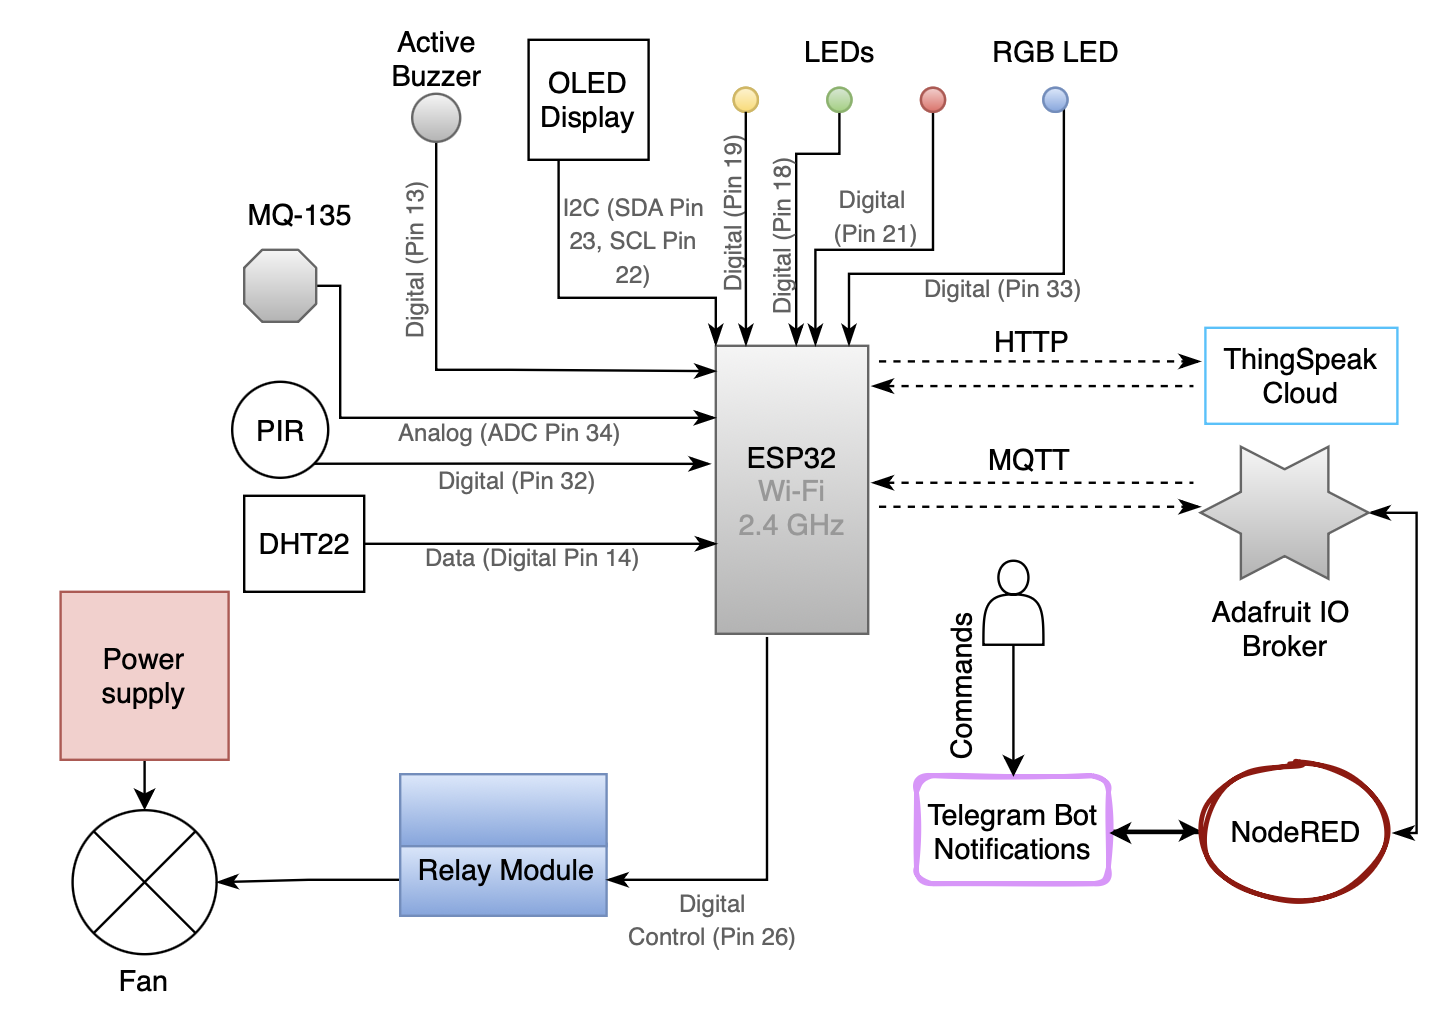 Active
Buzzer
OLED
Display
LEDs
RGB LED
Digital (Pin 13)
I2C (SDA Pin
23, SCL Pin
22)
Digital (Pin 19)
Digital (Pin 18)
Digital
(Pin 21)
Digital (Pin 33)
MQ-135
HTTP
ThingSpeak
Cloud
PIR
Analog (ADC Pin 34)
Digital (Pin 32)
ESP32
Wi-Fi
2.4 GHz
MQTT
DHT22
Data (Digital Pin 14)
Adafruit IO
Broker
Commands
Power
supply
Telegram Bot
Notifications
NodeRED
Relay Module
Digital
Control (Pin 26)
Fan